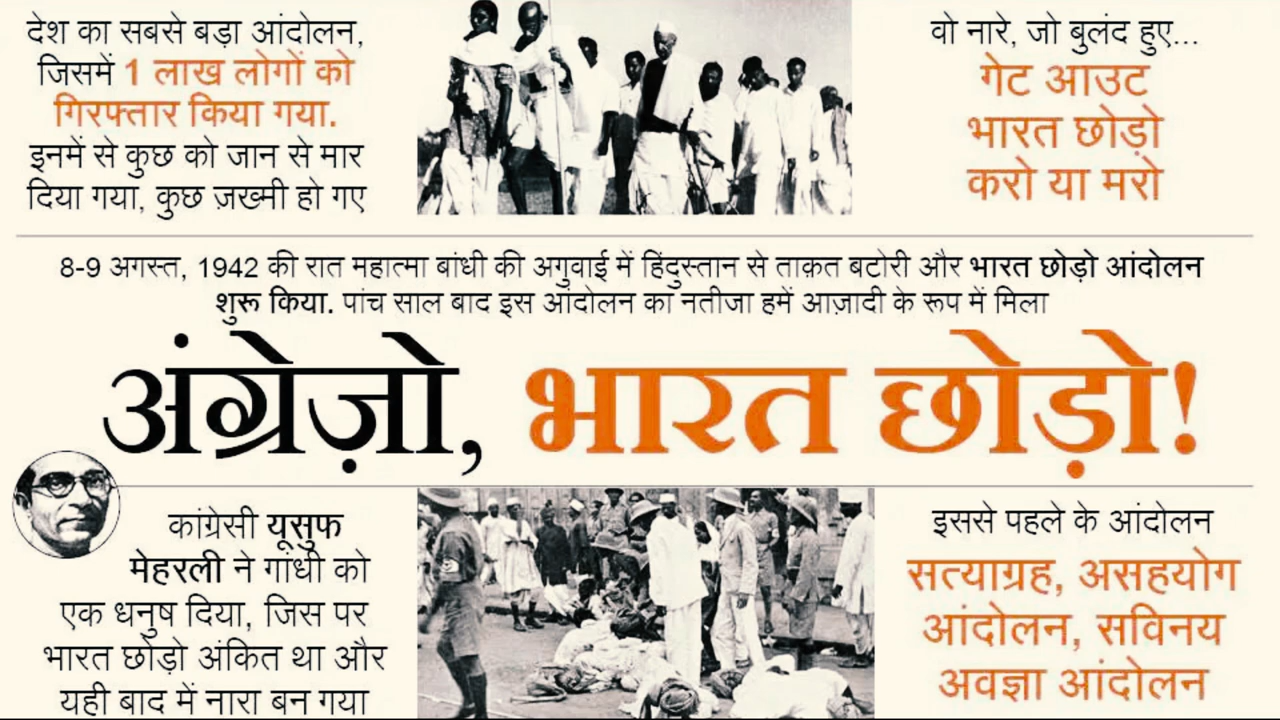 देश का सबसे बड़ा आंदोलन,
जिसमें 1 लाख लोगों को
गिरफ्तार किया गया.
इनमें से कुछ को जान से मार
दिया गया, कुछ ज़ख्मी हो गए
वो नारे, जो बुलंद हुए...
गेट आउट
भारत छोड़ो
करो या मरो
8-9 अगस्त, 1942 की रात महात्मा बांधी की अगुवाई में हिंदुस्तान से ताक़त बटोरी और भारत छोड़ो आंदोलन
शुरू किया. पांच साल बाद इस आंदोलन का नतीजा हमें आज़ादी के रूप में मिला
अंग्रेज़ो, भारत छोड़ो!
कांग्रेसी यूसुफ
मेहरली ने गांधी को
एक धनुष दिया, जिस पर
भारत छोड़ो अंकित था और
यही बाद में नारा बन गया
इससे पहले के आंदोलन
सत्याग्रह, असहयोग
आंदोलन, सविनय
अवज्ञा आंदोलन